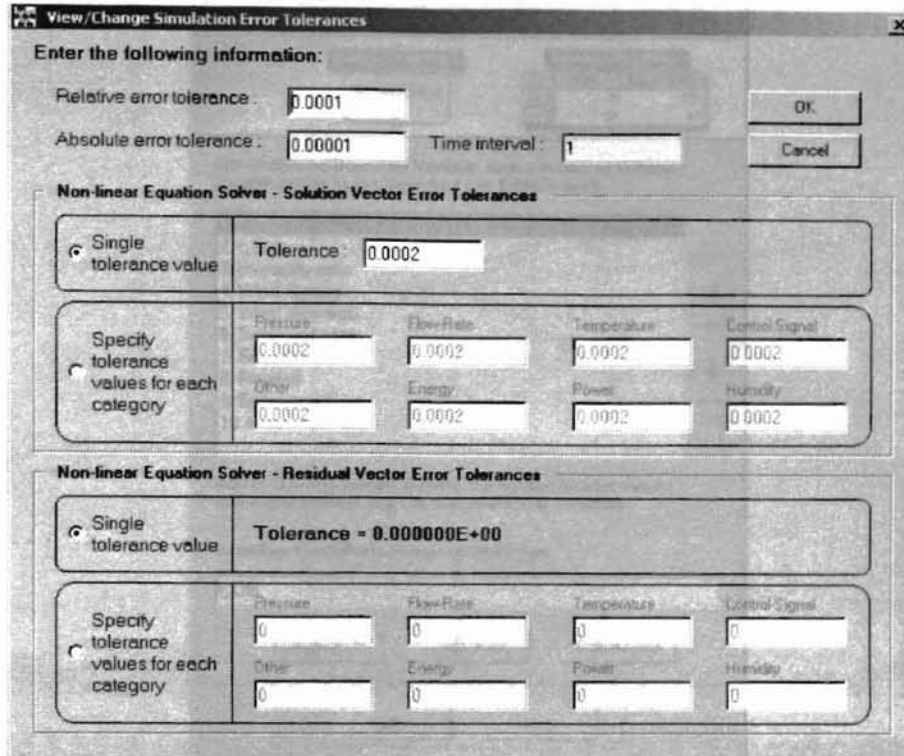 View/Change Simulation Error Tolerances
Enter the following information:
Relative error tolerance : 0.0001 OK
Absolute error tolerance : 0.00001 Time interval : 1 Cancel
Non-linear Equation Solver - Solution Vector Error Tolerances
Single tolerance value Tolerance : 0.0002
Specify tolerance values for each category
Pressure Flow-Rate Temperature Control Signal
0.0002 0.0002 0.0002 0.0002
Other Energy Power Humidity
0.0002 0.0002 0.0002 0.0002
Non-linear Equation Solver - Residual Vector Error Tolerances
Single tolerance value Tolerance = 0.000000E+00
Specify tolerance values for each category
Pressure Flow-Rate Temperature Control-Signal
0 0 0 0
Other Energy Power Humidity
0 0 0 0